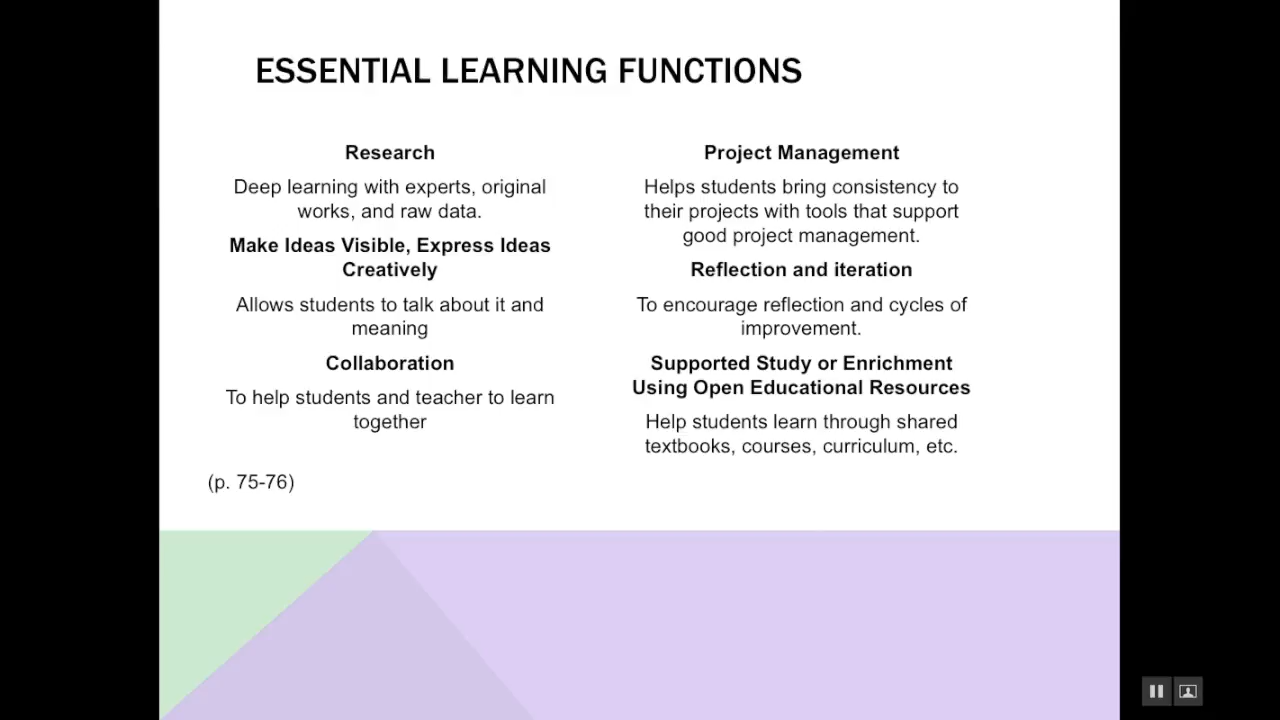 ESSENTIAL LEARNING FUNCTIONS
Research
Deep learning with experts, original
works, and raw data.
Make Ideas Visible, Express Ideas
Creatively
Allows students to talk about it and
meaning
Collaboration
To help students and teacher to learn
together
(p. 75-76)
Project Management
Helps students bring consistency to
their projects with tools that support
good project management.
Reflection and iteration
To encourage reflection and cycles of
improvement.
Supported Study or Enrichment
Using Open Educational Resources
Help students learn through shared
textbooks, courses, curriculum, etc.